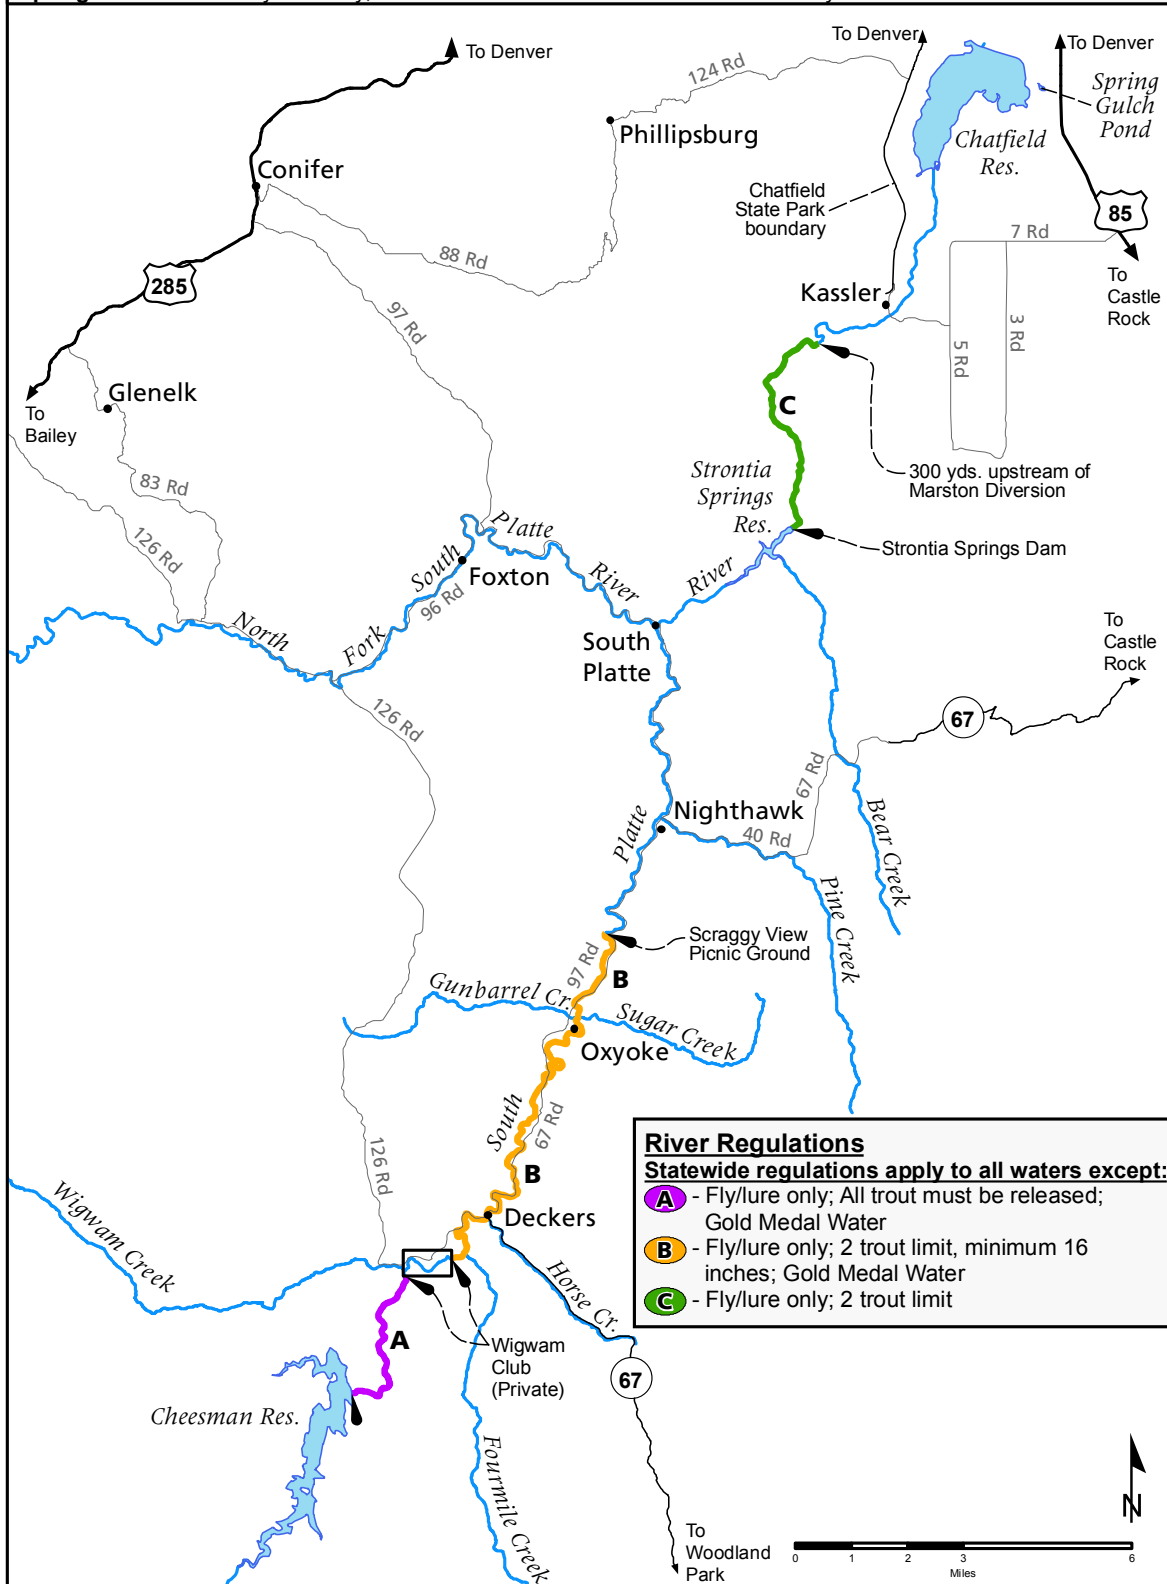 To Denver
To Denver
To Denver
124 Rd
Spring
Gulch
Pond
Phillipsburg
Chatfield
Res.
Conifer
Chatfield
State Park
boundary
85
7 Rd
88 Rd
To
Castle
Rock
285
Kassler
97 Rd
3 Rd
5 Rd
Glenelk
To
Bailey
C
300 yds. upstream of
Marston Diversion
Strontia
Springs
Res.
83 Rd
126 Rd
Strontia Springs Dam
North Fork South Platte River
Foxton
96 Rd
River
South
Platte
To
Castle
Rock
67
126 Rd
67 Rd
Nighthawk
40 Rd
Bear Creek
Pine Creek
South Platte
Scraggy View
Picnic Ground
97 Rd
B
Gunbarrel Cr.
Sugar Creek
Oxyoke
67 Rd
126 Rd
B
Deckers
Wigwam Creek
Horse Cr.
River Regulations
Statewide regulations apply to all waters except:
A - Fly/lure only; All trout must be released;
Gold Medal Water
B - Fly/lure only; 2 trout limit, minimum 16
inches; Gold Medal Water
C - Fly/lure only; 2 trout limit
A
Wigwam
Club
(Private)
67
Cheesman Res.
Fourmile Creek
To
Woodland
Park
N
0 1 2 3 6
Miles